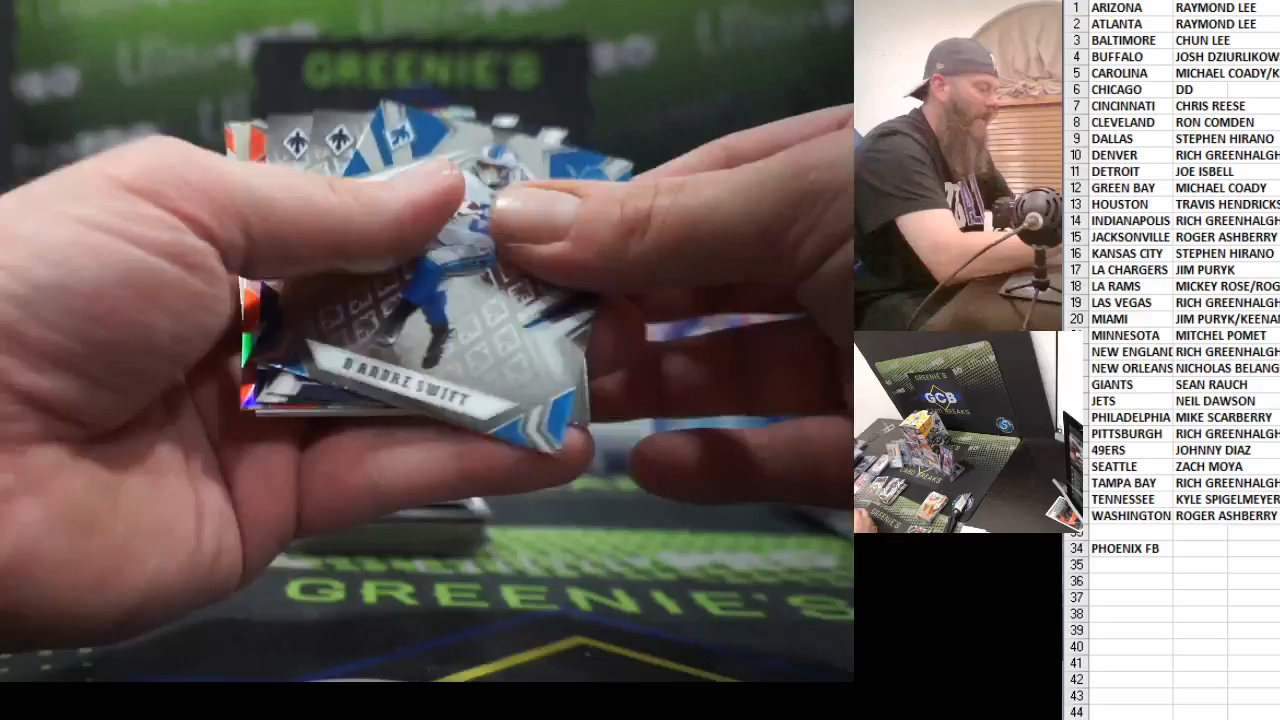 GREENIE'S
D'ANDRE SWIFT
GREENIE'S
1 ARIZONA RAYMOND LEE
2 ATLANTA RAYMOND LEE
3 BALTIMORE CHUN LEE
4 BUFFALO JOSH DZIURLIKOW
5 CAROLINA MICHAEL COADY/K
6 CHICAGO DD
7 CINCINNATI CHRIS REESE
8 CLEVELAND RON COMDEN
9 DALLAS STEPHEN HIRANO
10 DENVER RICH GREENHALGH
11 DETROIT JOE ISBELL
12 GREEN BAY MICHAEL COADY
13 HOUSTON TRAVIS HENDRICKS
14 INDIANAPOLIS RICH GREENHALGH
15 JACKSONVILLE ROGER ASHBERRY
16 KANSAS CITY STEPHEN HIRANO
17 LA CHARGERS JIM PURYK
18 LA RAMS MICKEY ROSE/ROG
19 LAS VEGAS RICH GREENHALGH
20 MIAMI JIM PURYK/KEENAN
MINNESOTA MITCHEL POMET
NEW ENGLAND RICH GREENHALGH
NEW ORLEANS NICHOLAS BELANG
GIANTS SEAN RAUCH
JETS NEIL DAWSON
PHILADELPHIA MIKE SCARBERRY
PITTSBURGH RICH GREENHALGH
49ERS JOHNNY DIAZ
SEATTLE ZACH MOYA
TAMPA BAY RICH GREENHALGH
TENNESSEE KYLE SPIGELMEYER
WASHINGTON ROGER ASHBERRY
34 PHOENIX FB
35
36
37
38
39
40
41
42
43
44
GREENIE'S
GCB
CARD BREAKS
GREENIE'S